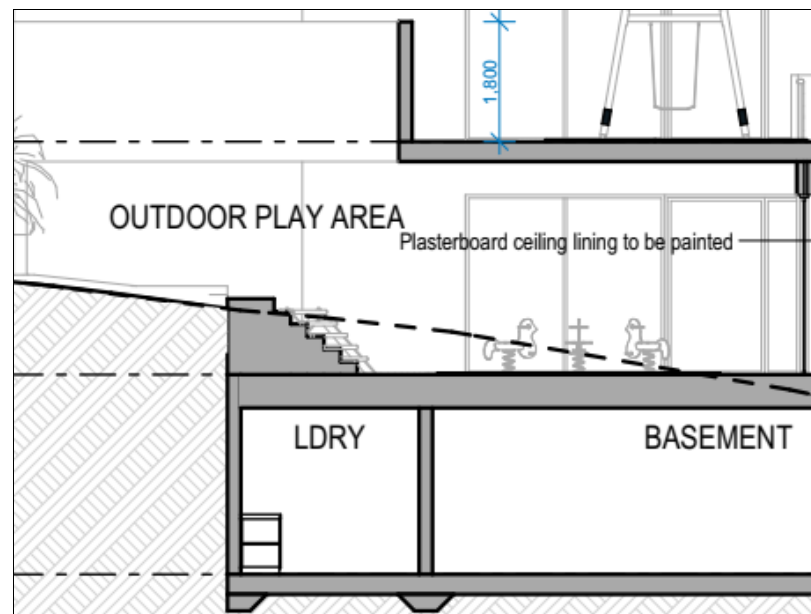 1,800
OUTDOOR PLAY AREA
Plasterboard ceiling lining to be painted
LDRY
BASEMENT